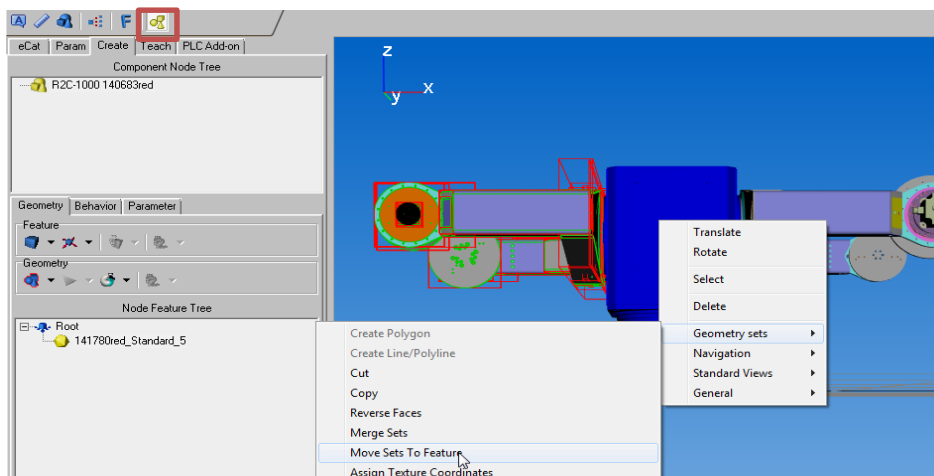 A F
eCat Param Create Teach PLC Add-on
Component Node Tree
R2C-1000 140683red
Geometry Behavior Parameter
Feature
Geometry
Node Feature Tree
Root
141780red_Standard_5
z
x
y
Translate
Rotate
Select
Delete
Geometry sets
Navigation
Standard Views
General
Create Polygon
Create Line/Polyline
Cut
Copy
Reverse Faces
Merge Sets
Move Sets To Feature
Assign Texture Coordinates